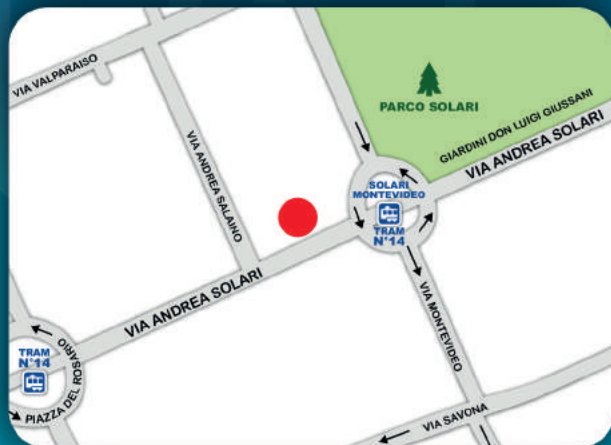 VIA VALPARAISO
PARCO SOLARI
GIARDINI DON LUIGI GIUSSANI
VIA ANDREA SOLARI
VIA ANDREA SALAINO
SOLARI
MONTEVIDEO
TRAM
N°14
VIA ANDREA SOLARI
VIA MONTEVIDEO
TRAM
N°14
PIAZZA DEL ROSARIO
VIA SAVONA